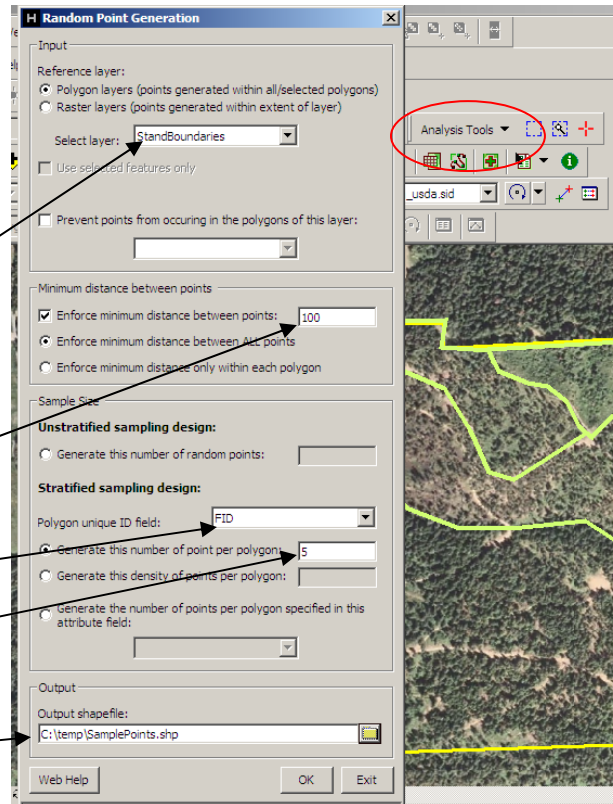 Random Point Generation
Input
Reference layer:
Polygon layers (points generated within all/selected polygons)
Raster layers (points generated within extent of layer)
Select layer: StandBoundaries
Use selected features only
Prevent points from occuring in the polygons of this layer:
Minimum distance between points
Enforce minimum distance between points: 100
Enforce minimum distance between ALL points
Enforce minimum distance only within each polygon
Sample Size
Unstratified sampling design:
Generate this number of random points:
Stratified sampling design:
Polygon unique ID field: FID
Generate this number of point per polygon: 5
Generate this density of points per polygon:
Generate the number of points per polygon specified in this
attribute field:
Output
Output shapefile:
C:\temp\SamplePoints.shp
Web Help OK Exit
Analysis Tools
_usda.sid